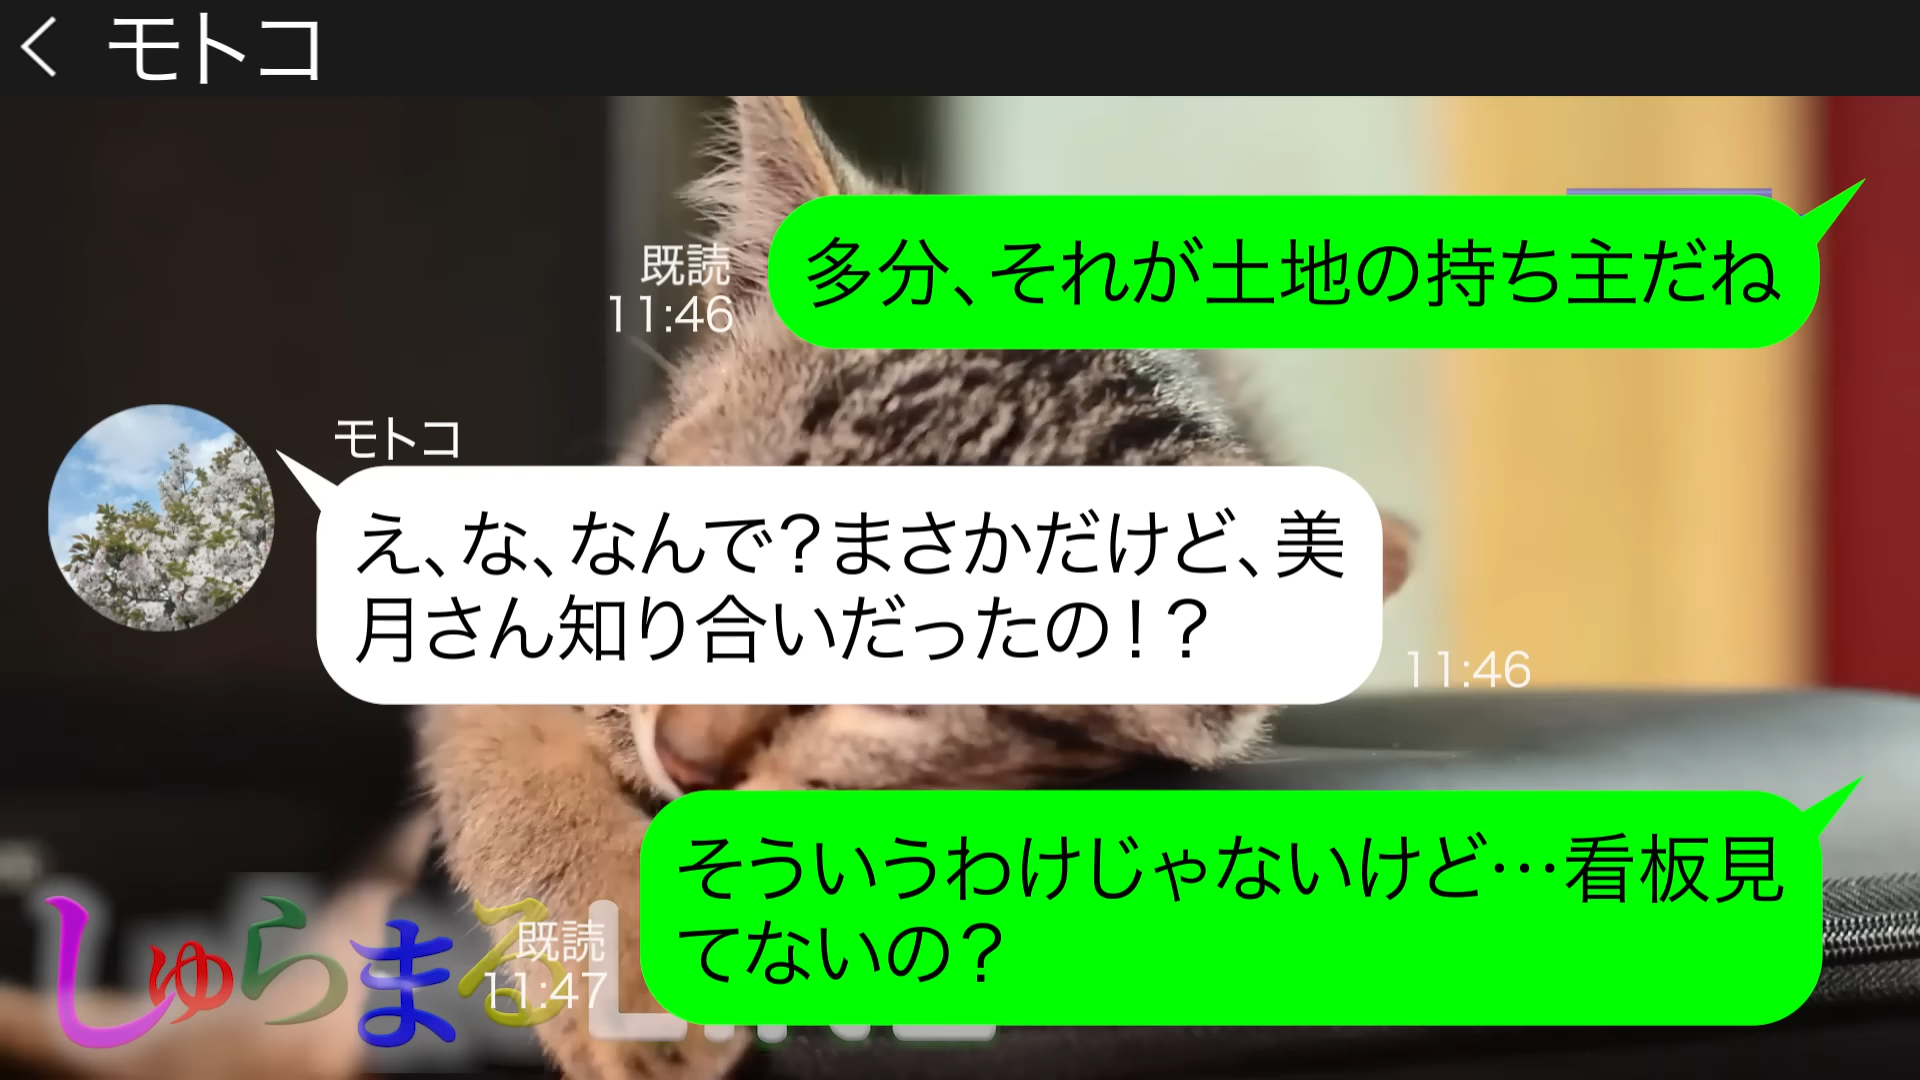 モトコ
多分、それが土地の持ち主だね
既読
11:46
モトコ
え、な、なんで？まさかだけど、美
月さん知り合いだったの！？
11:46
そういうわけじゃないけど…看板見
てないの？
既読
11:47
しゅらまるLINE